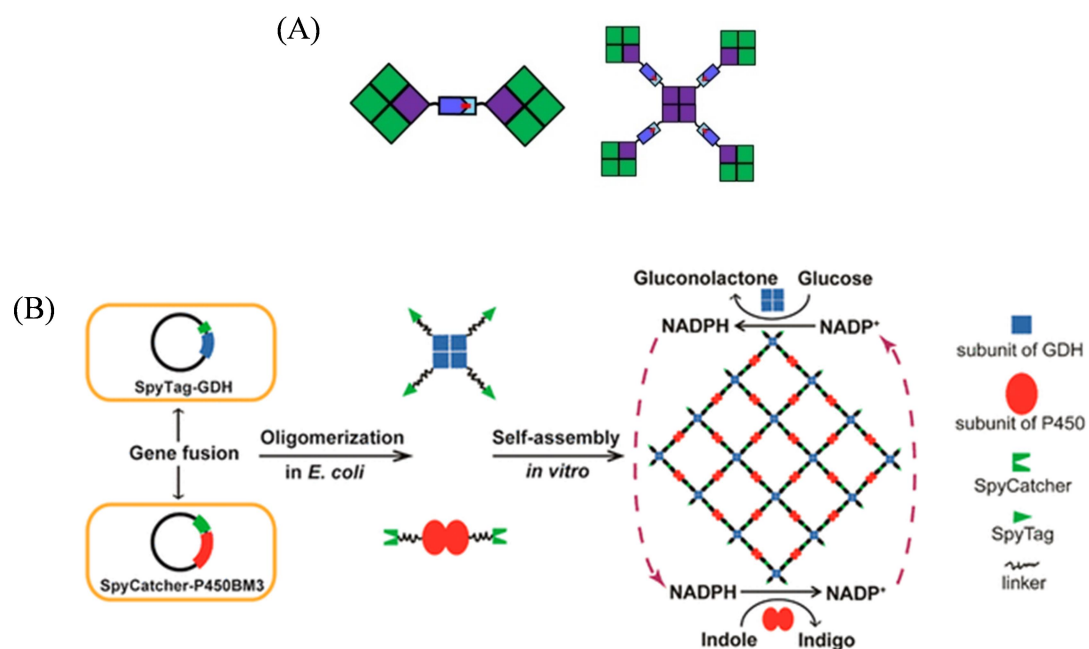 (A)
(B)
Gluconolactone Glucose
NADPH NADP⁺
SpyTag-GDH
Gene fusion
SpyCatcher-P450BM3
Oligomerization
in E. coli
Self-assembly
in vitro
NADPH NADP⁺
Indole Indigo
subunit of GDH
subunit of P450
SpyCatcher
SpyTag
linker